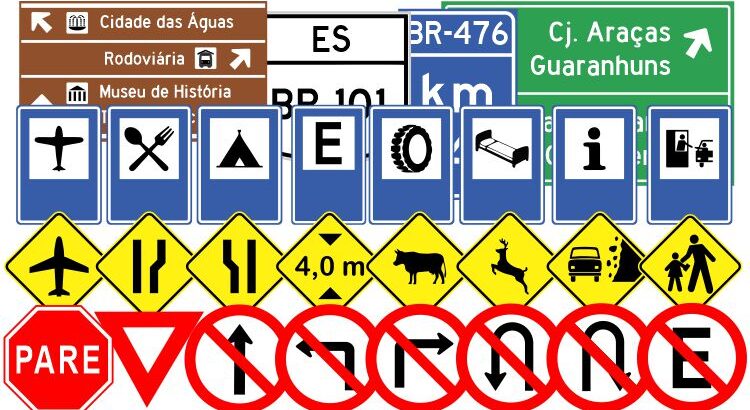 Cidade das Águas
Rodoviária
Museu de História
ES
BR 101
BR-476
km
Cj. Araças
Guaranhuns
E
i
4,0 m
PARE
E